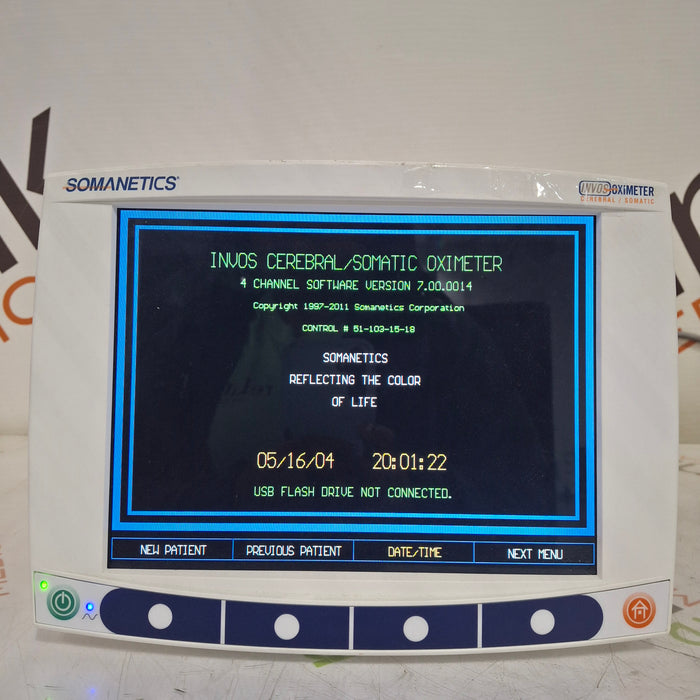 SOMANETICS
INVOS OXIMETER
CEREBRAL / SOMATIC
INVOS CEREBRAL/SOMATIC OXIMETER
4 CHANNEL SOFTWARE VERSION 7.00.0014
Copyright 1997-2011 Somanetics Corporation
CONTROL # 51-103-15-18
SOMANETICS
REFLECTING THE COLOR
OF LIFE
05/16/04 20:01:22
USB FLASH DRIVE NOT CONNECTED.
NEW PATIENT PREVIOUS PATIENT DATE/TIME NEXT MENU